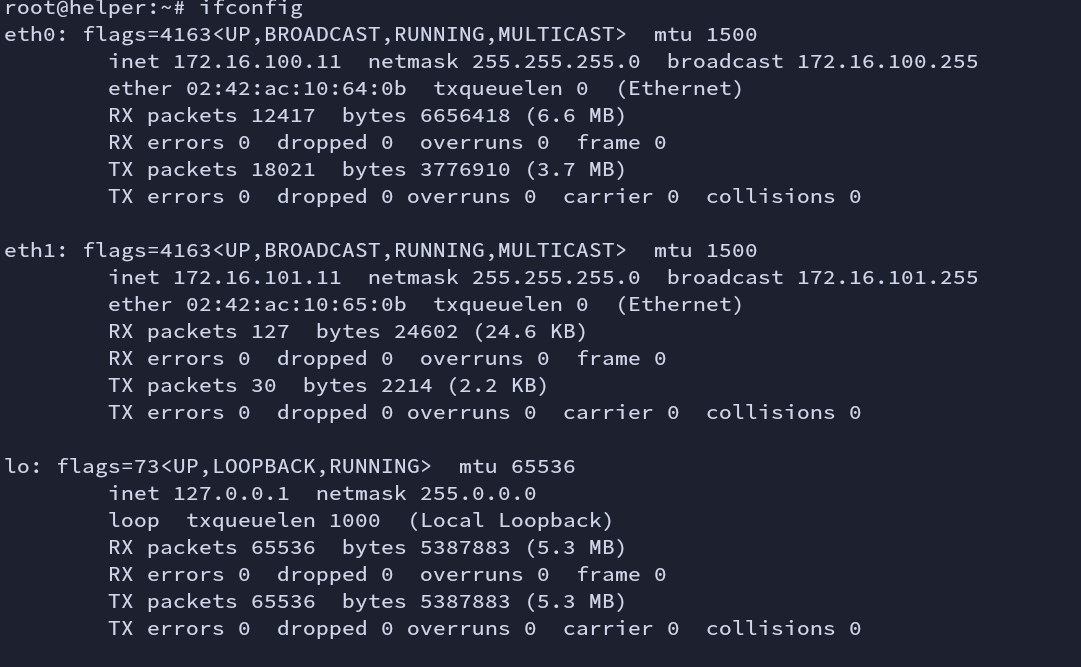 root@helper:~# ifconfig
eth0: flags=4163<UP,BROADCAST,RUNNING,MULTICAST>  mtu 1500
        inet 172.16.100.11  netmask 255.255.255.0  broadcast 172.16.100.255
        ether 02:42:ac:10:64:0b  txqueuelen 0  (Ethernet)
        RX packets 12417  bytes 6656418 (6.6 MB)
        RX errors 0  dropped 0  overruns 0  frame 0
        TX packets 18021  bytes 3776910 (3.7 MB)
        TX errors 0  dropped 0 overruns 0  carrier 0  collisions 0

eth1: flags=4163<UP,BROADCAST,RUNNING,MULTICAST>  mtu 1500
        inet 172.16.101.11  netmask 255.255.255.0  broadcast 172.16.101.255
        ether 02:42:ac:10:65:0b  txqueuelen 0  (Ethernet)
        RX packets 127  bytes 24602 (24.6 KB)
        RX errors 0  dropped 0  overruns 0  frame 0
        TX packets 30  bytes 2214 (2.2 KB)
        TX errors 0  dropped 0 overruns 0  carrier 0  collisions 0

lo: flags=73<UP,LOOPBACK,RUNNING>  mtu 65536
        inet 127.0.0.1  netmask 255.0.0.0
        loop  txqueuelen 1000  (Local Loopback)
        RX packets 65536  bytes 5387883 (5.3 MB)
        RX errors 0  dropped 0  overruns 0  frame 0
        TX packets 65536  bytes 5387883 (5.3 MB)
        TX errors 0  dropped 0 overruns 0  carrier 0  collisions 0